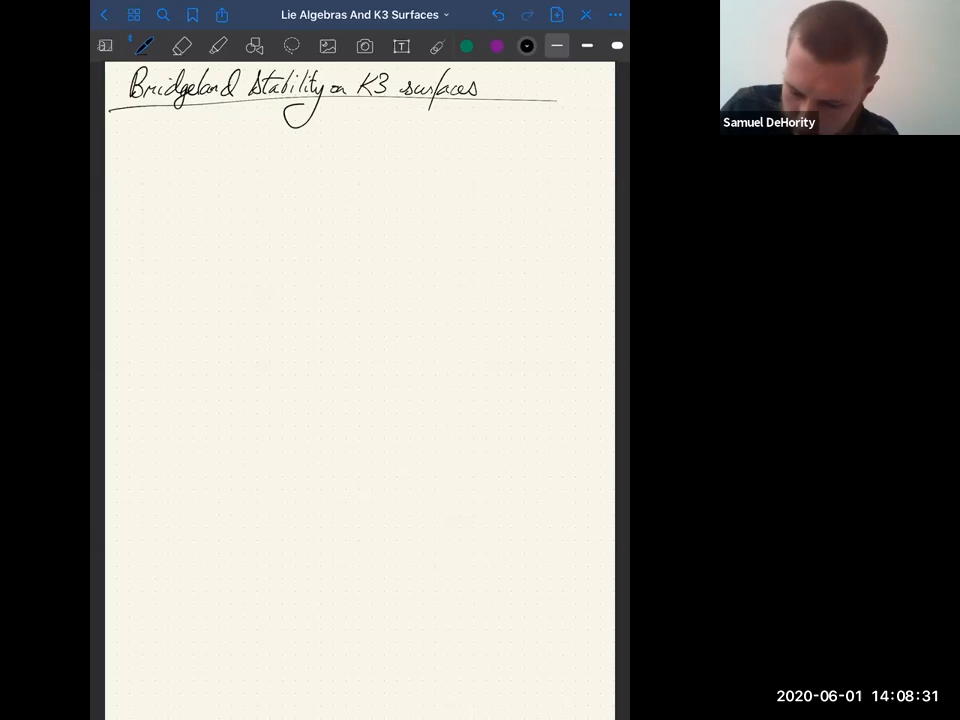 Lie Algebras And K3 Surfaces
T
Bridgeland Stability on K3 surfaces
Samuel DeHority
2020-06-01 14:08:31